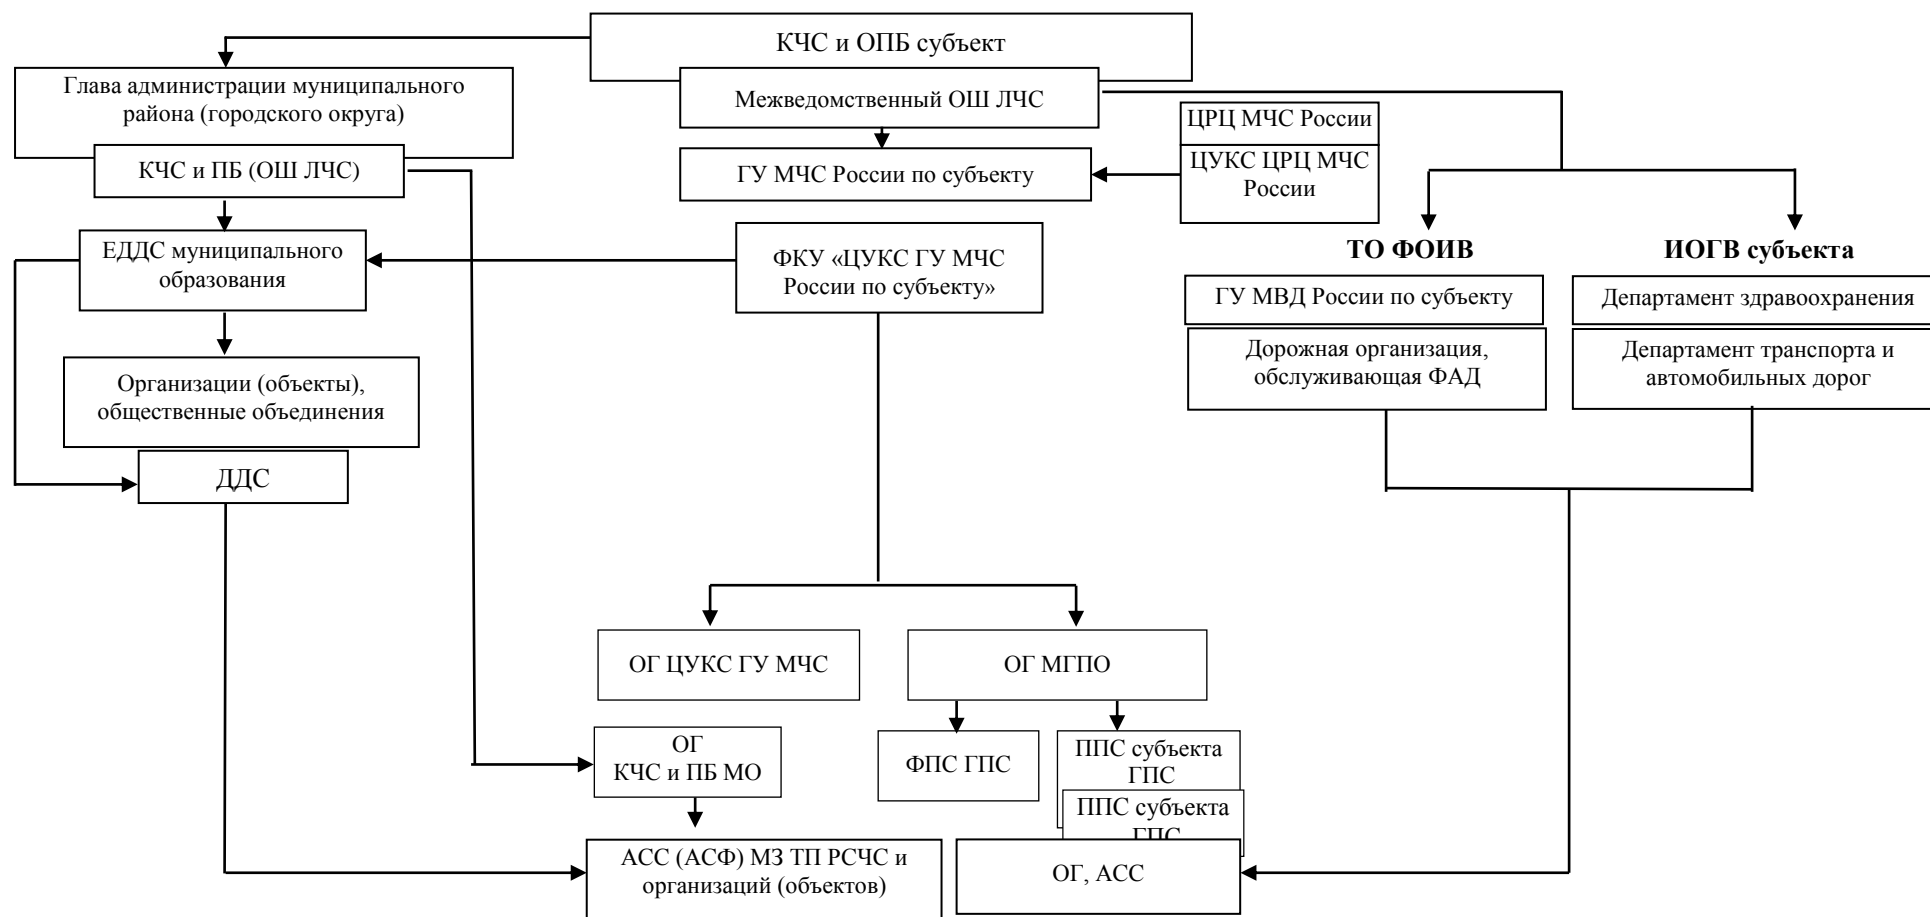 КЧС и ОПБ субъект
Глава администрации муниципального
района (городского округа)
Межведомственный ОШ ЛЧС
ЦРЦ МЧС России
КЧС и ПБ (ОШ ЛЧС)
ГУ МЧС России по субъекту
ЦУКС ЦРЦ МЧС
России
ЕДДС муниципального
образования
ФКУ «ЦУКС ГУ МЧС
России по субъекту»
ТО ФОИВ
ИОГВ субъекта
ГУ МВД России по субъекту
Департамент здравоохранения
Дорожная организация,
обслуживающая ФАД
Департамент транспорта и
автомобильных дорог
Организации (объекты),
общественные объединения
ДДС
ОГ ЦУКС ГУ МЧС
ОГ МГПО
ОГ
КЧС и ПБ МО
ФПС ГПС
ППС субъекта
ГПС
ППС субъекта
ГПС
АСС (АСФ) МЗ ТП РСЧС и
организаций (объектов)
ОГ, АСС